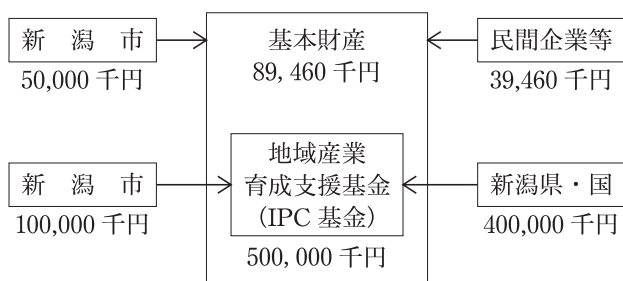 新潟市
50,000 千円
基本財産
89,460 千円
民間企業等
39,460 千円
新潟市
100,000 千円
地域産業
育成支援基金
(IPC 基金)
500,000 千円
新潟県・国
400,000 千円